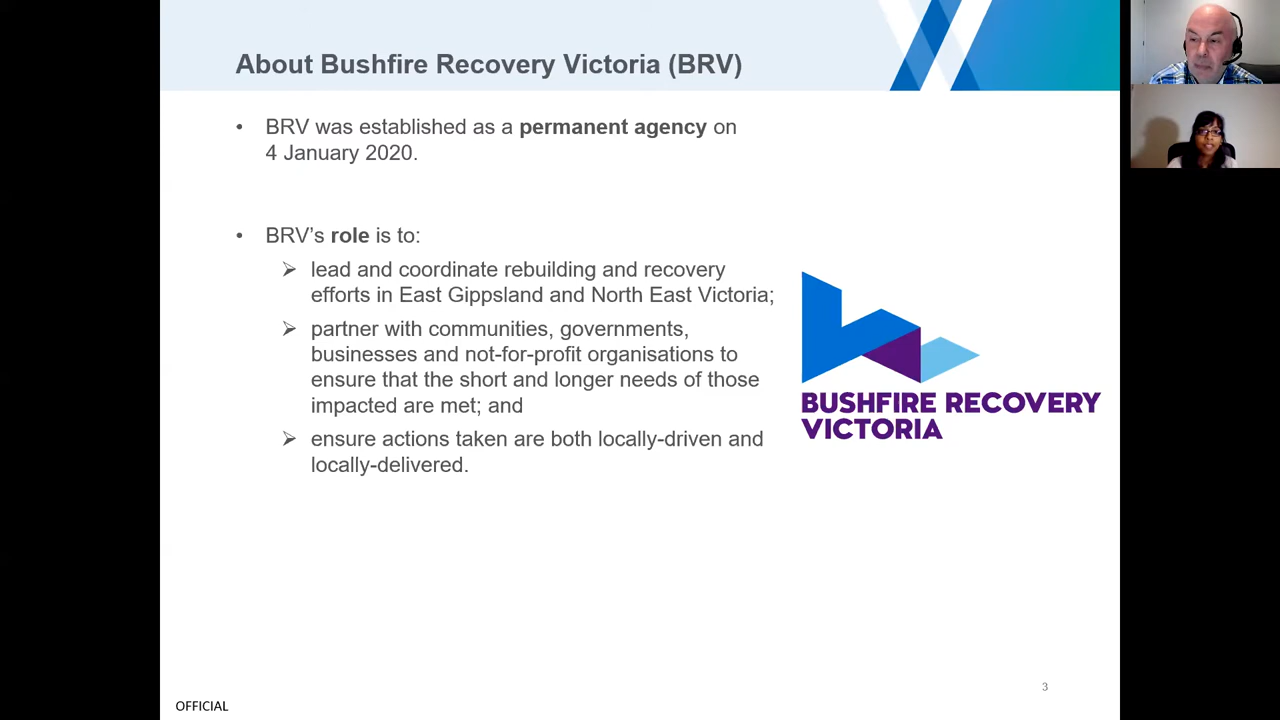 About Bushfire Recovery Victoria (BRV)
• BRV was established as a permanent agency on
4 January 2020.
• BRV’s role is to:
➢ lead and coordinate rebuilding and recovery
efforts in East Gippsland and North East Victoria;
➢ partner with communities, governments,
businesses and not-for-profit organisations to
ensure that the short and longer needs of those
impacted are met; and
➢ ensure actions taken are both locally-driven and
locally-delivered.
BUSHFIRE RECOVERY
VICTORIA
3
OFFICIAL